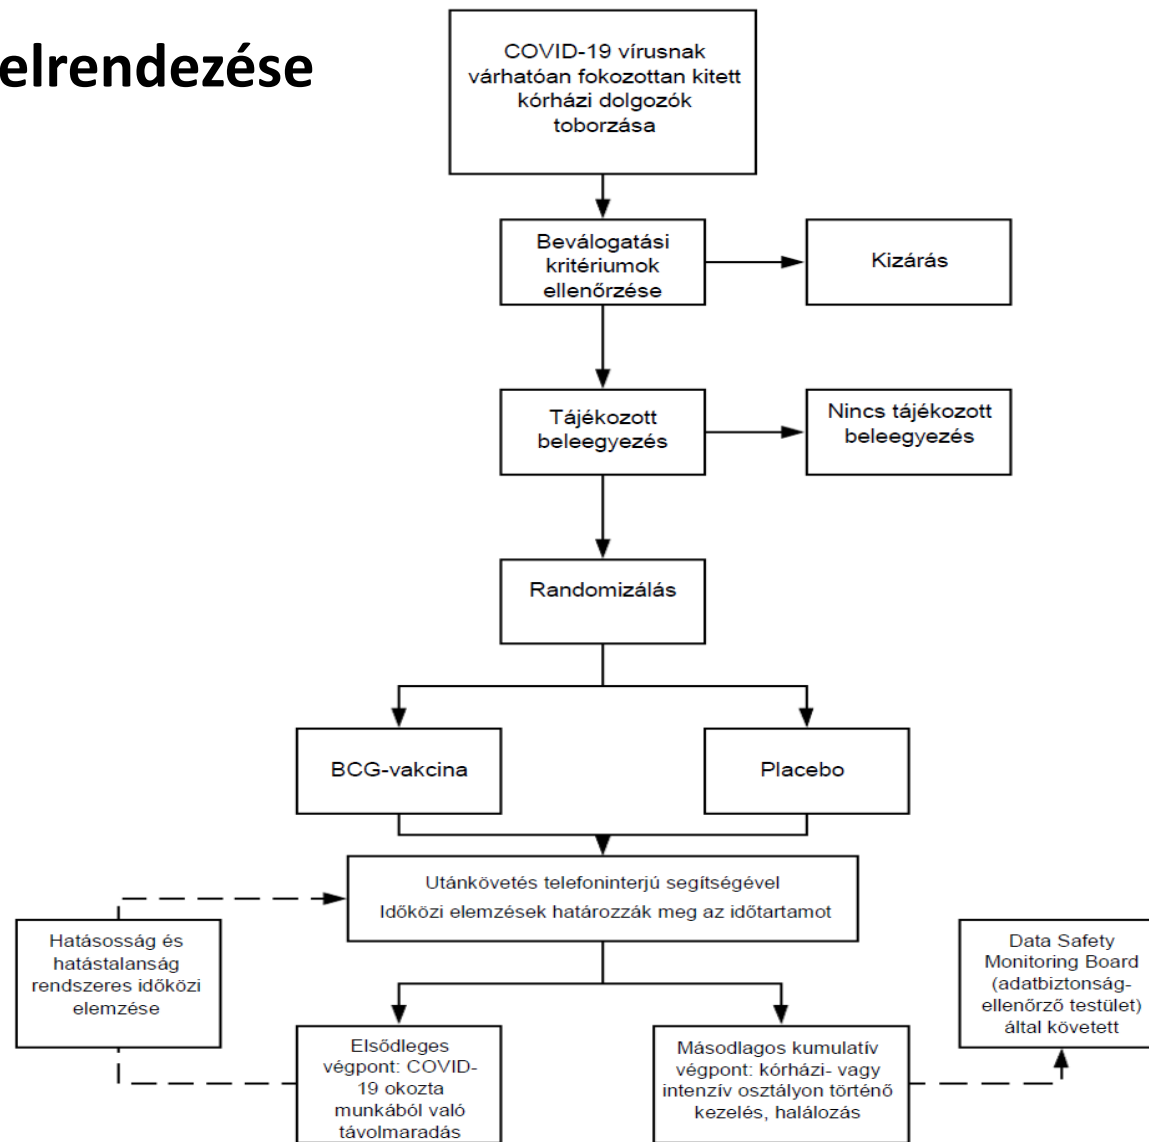 elrendezése
COVID-19 vírusnak
várhatóan fokozottan kitett
kórházi dolgozók
toborzása
Beválogatási
kritériumok
ellenőrzése
Kizárás
Tájékozott
beleegyezés
Nincs tájékozott
beleegyezés
Randomizálás
BCG-vakcina
Placebo
Utánkövetés telefoninterjú segítségével
Időközi elemzések határozzák meg az időtartamot
Hatásosság és
hatástalanság
rendszeres időközi
elemzése
Data Safety
Monitoring Board
(adatbiztonság-
ellenőrző testület)
által követett
Elsődleges
végpont: COVID-
19 okozta
munkából való
távolmaradás
Másodlagos kumulatív
végpont: kórházi- vagy
intenzív osztályon történő
kezelés, halálozás